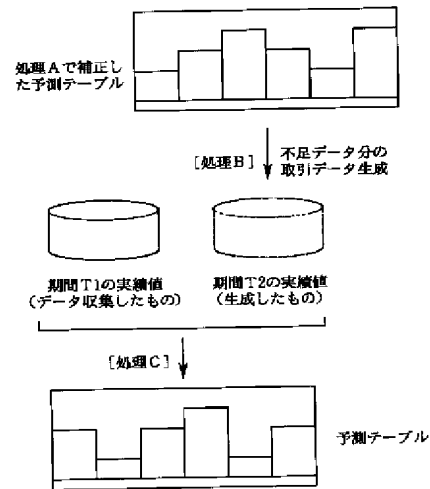 処理Aで補正し
た予測テーブル
[処理B]
不足データ分の
取引データ生成
期間T1の実績値
(データ収集したもの)
期間T2の実績値
(生成したもの)
[処理C]
予測テーブル